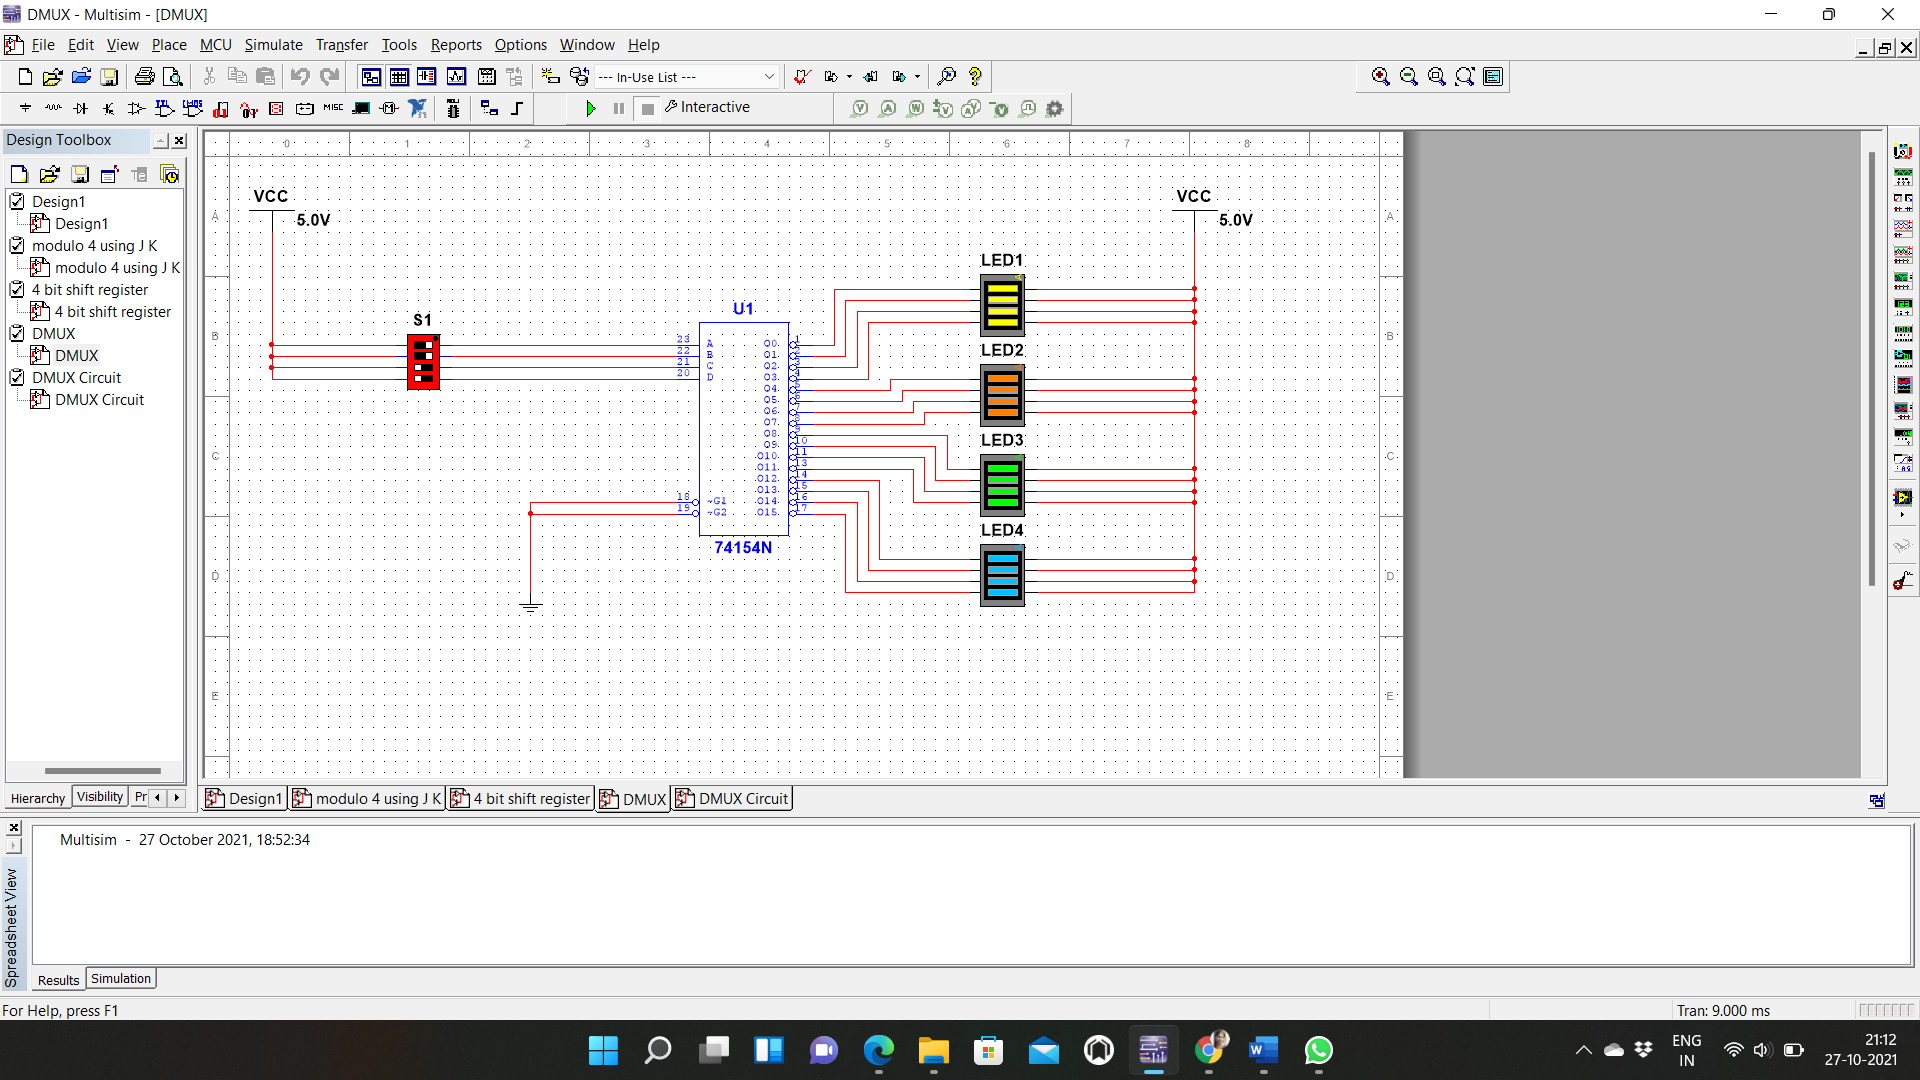 DMUX - Multisim - [DMUX]
File Edit View Place MCU Simulate Transfer Tools Reports Options Window Help
--- In-Use List ---
MISC
Interactive
Design Toolbox
Design1
Design1
modulo 4 using J K
modulo 4 using J K
4 bit shift register
4 bit shift register
DMUX
DMUX
DMUX Circuit
DMUX Circuit
Hierarchy Visibility Pr
0 1 2 3 4 5 6 7 8
A A
B
C C
D D
E E
VCC
5.0V
VCC
5.0V
S1
U1
23 A
22 B
21 C
20 D
18 ~G1
19 ~G2
O0 1
O1 2
O2 3
O3 4
O4 5
O5 6
O6 7
O7 8
O8 9
O9 10
O10 11
O11 13
O12 14
O13 15
O14 16
O15 17
74154N
LED1
LED2
LED3
LED4
Design1 modulo 4 using J K 4 bit shift register DMUX DMUX Circuit
Multisim - 27 October 2021, 18:52:34
Spreadsheet View
Results Simulation
For Help, press F1
Tran: 9.000 ms
ENG
IN
21:12
27-10-2021